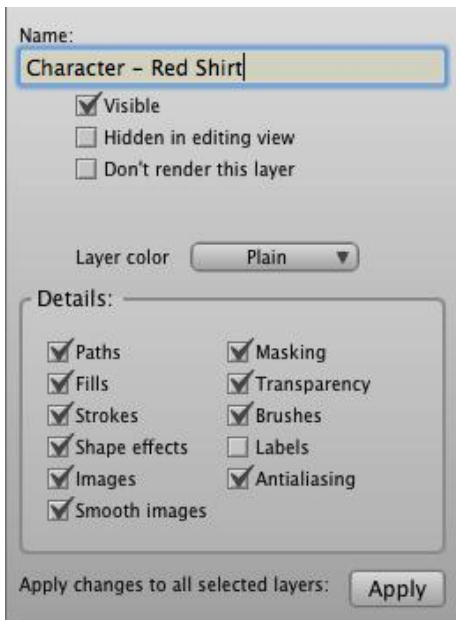 Name:
Character – Red Shirt
Visible
Hidden in editing view
Don't render this layer
Layer color Plain
Details:
Paths Masking
Fills Transparency
Strokes Brushes
Shape effects Labels
Images Antialiasing
Smooth images
Apply changes to all selected layers: Apply